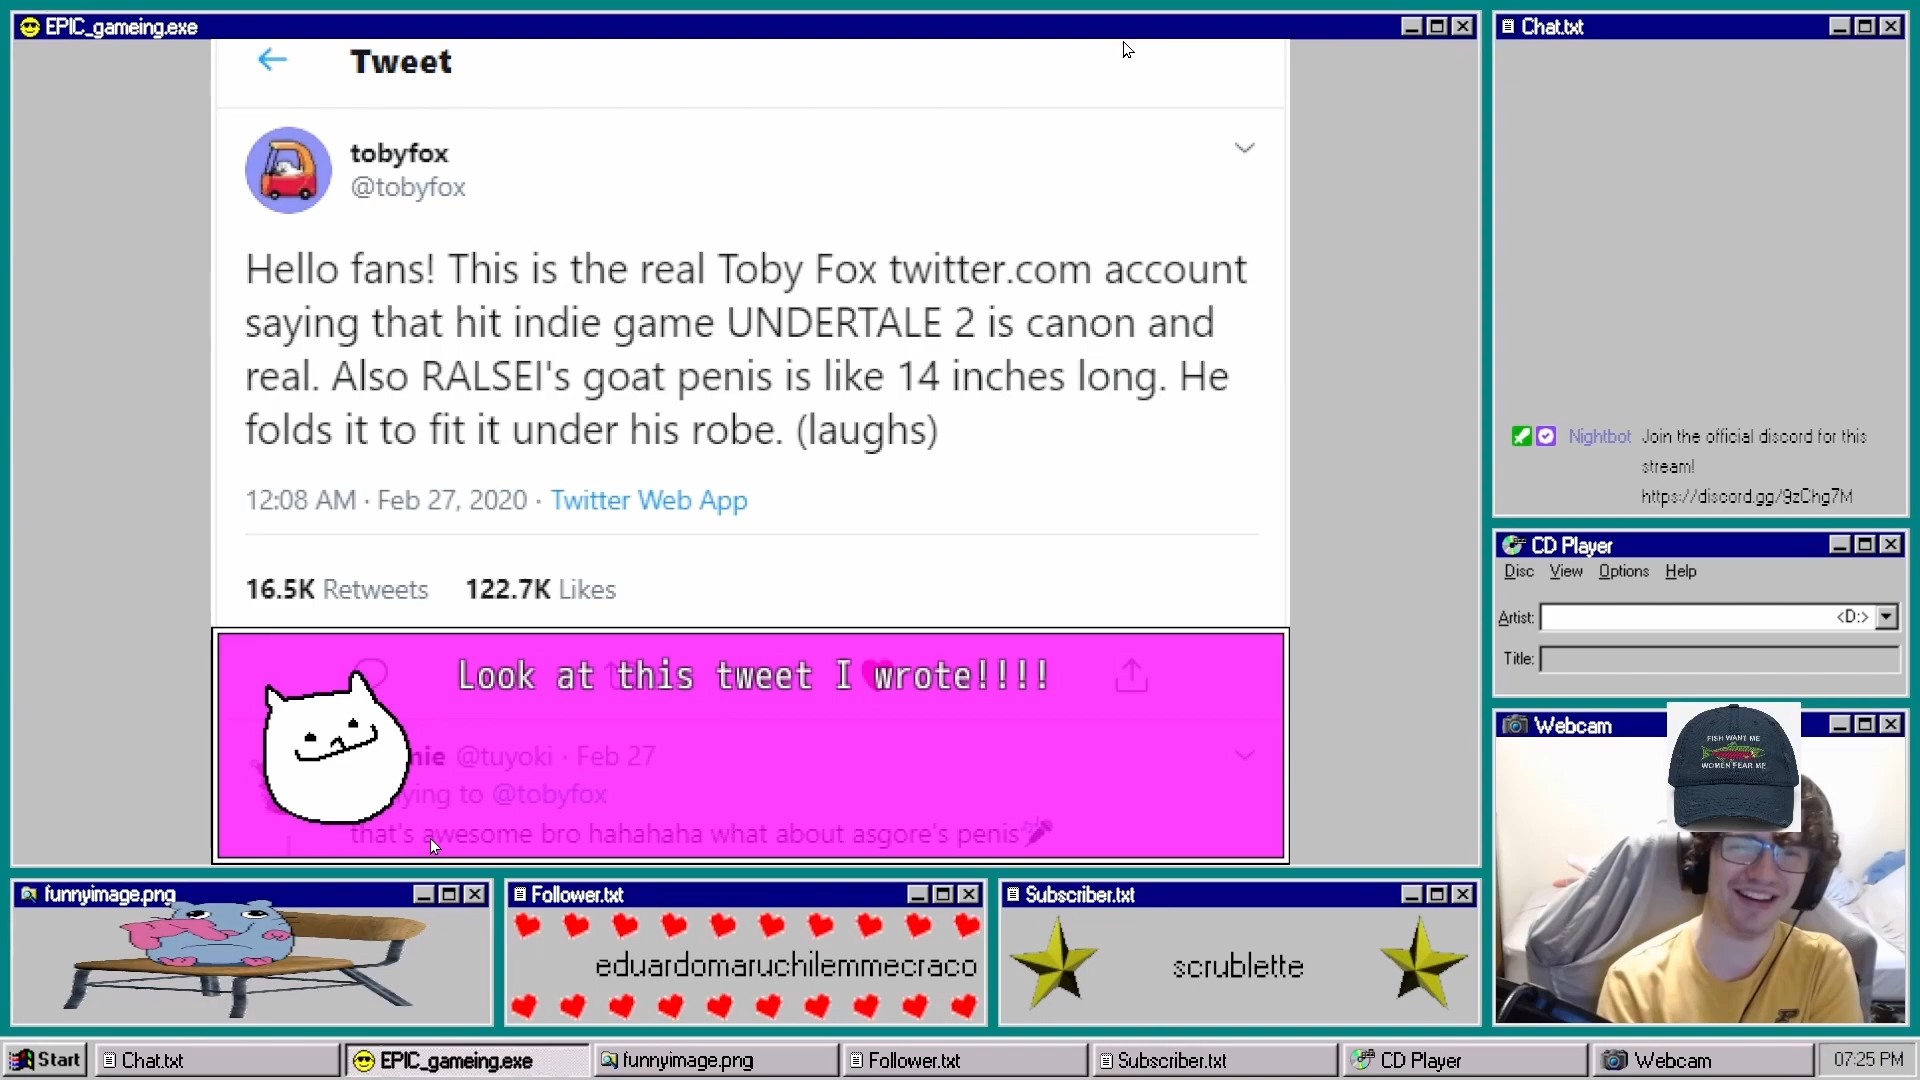 EPIC_gameing.exe
Tweet
tobyfox
@tobyfox
Hello fans! This is the real Toby Fox twitter.com account
saying that hit indie game UNDERTALE 2 is canon and
real. Also RALSEI's goat penis is like 14 inches long. He
folds it to fit it under his robe. (laughs)
12:08 AM · Feb 27, 2020 · Twitter Web App
16.5K Retweets 122.7K Likes
Look at this tweet I wrote!!!!
@tuyoki · Feb 27
to @tobyfox
that's awesome bro hahahaha what about asgore's penis
Chat.txt
Nightbot Join the official discord for this
stream!
https://discord.gg/9zChg7M
CD Player
Disc View Options Help
Artist: <D:>
Title:
Webcam
FISH WANT ME
WOMEN FEAR ME
funnyimage.png
Follower.txt
eduardomaruchilemmecraco
Subscriber.txt
scrublette
Start Chat.txt EPIC_gameing.exe funnyimage.png Follower.txt Subscriber.txt CD Player Webcam 07:25 PM